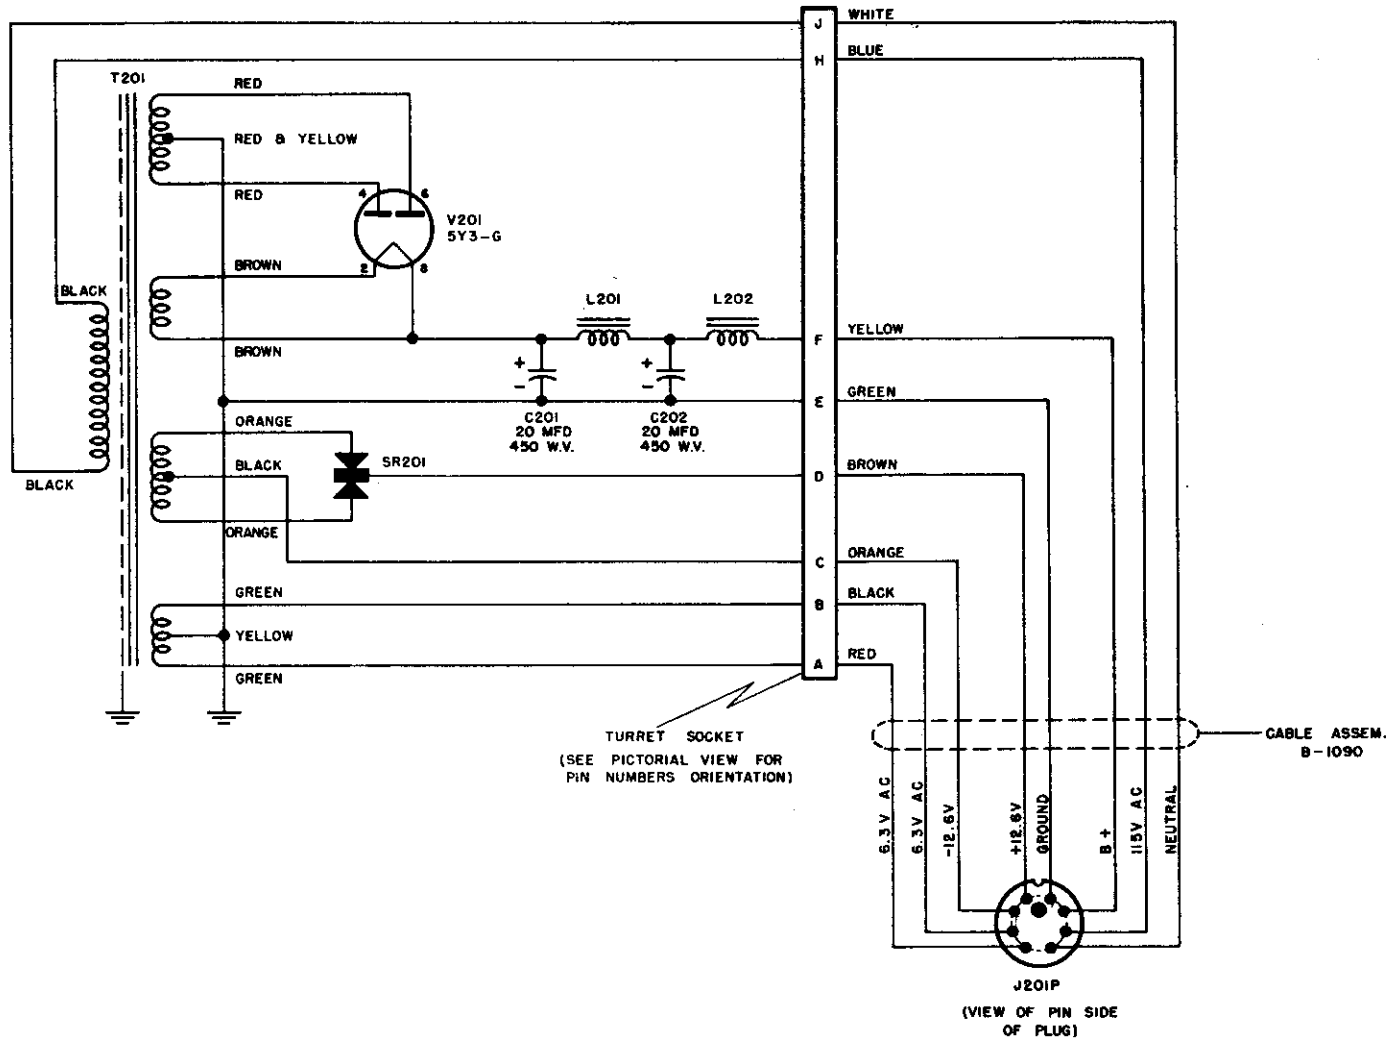 J WHITE
H BLUE
T201
RED
RED & YELLOW
RED
4 6
V201
5Y3-G
BROWN
2 8
BLACK
L201
L202
F YELLOW
BROWN
+
-
+
-
E GREEN
C201
20 MFD
450 W.V.
C202
20 MFD
450 W.V.
ORANGE
BLACK
SR201
D BROWN
BLACK
ORANGE
C ORANGE
GREEN
B BLACK
YELLOW
A RED
GREEN
TURRET SOCKET
(SEE PICTORIAL VIEW FOR
PIN NUMBERS ORIENTATION)
CABLE ASSEM.
B-1090
6.3V AC
6.3V AC
-12.6V
+12.6V
GROUND
B+
115V AC
NEUTRAL
J201P
(VIEW OF PIN SIDE
OF PLUG)